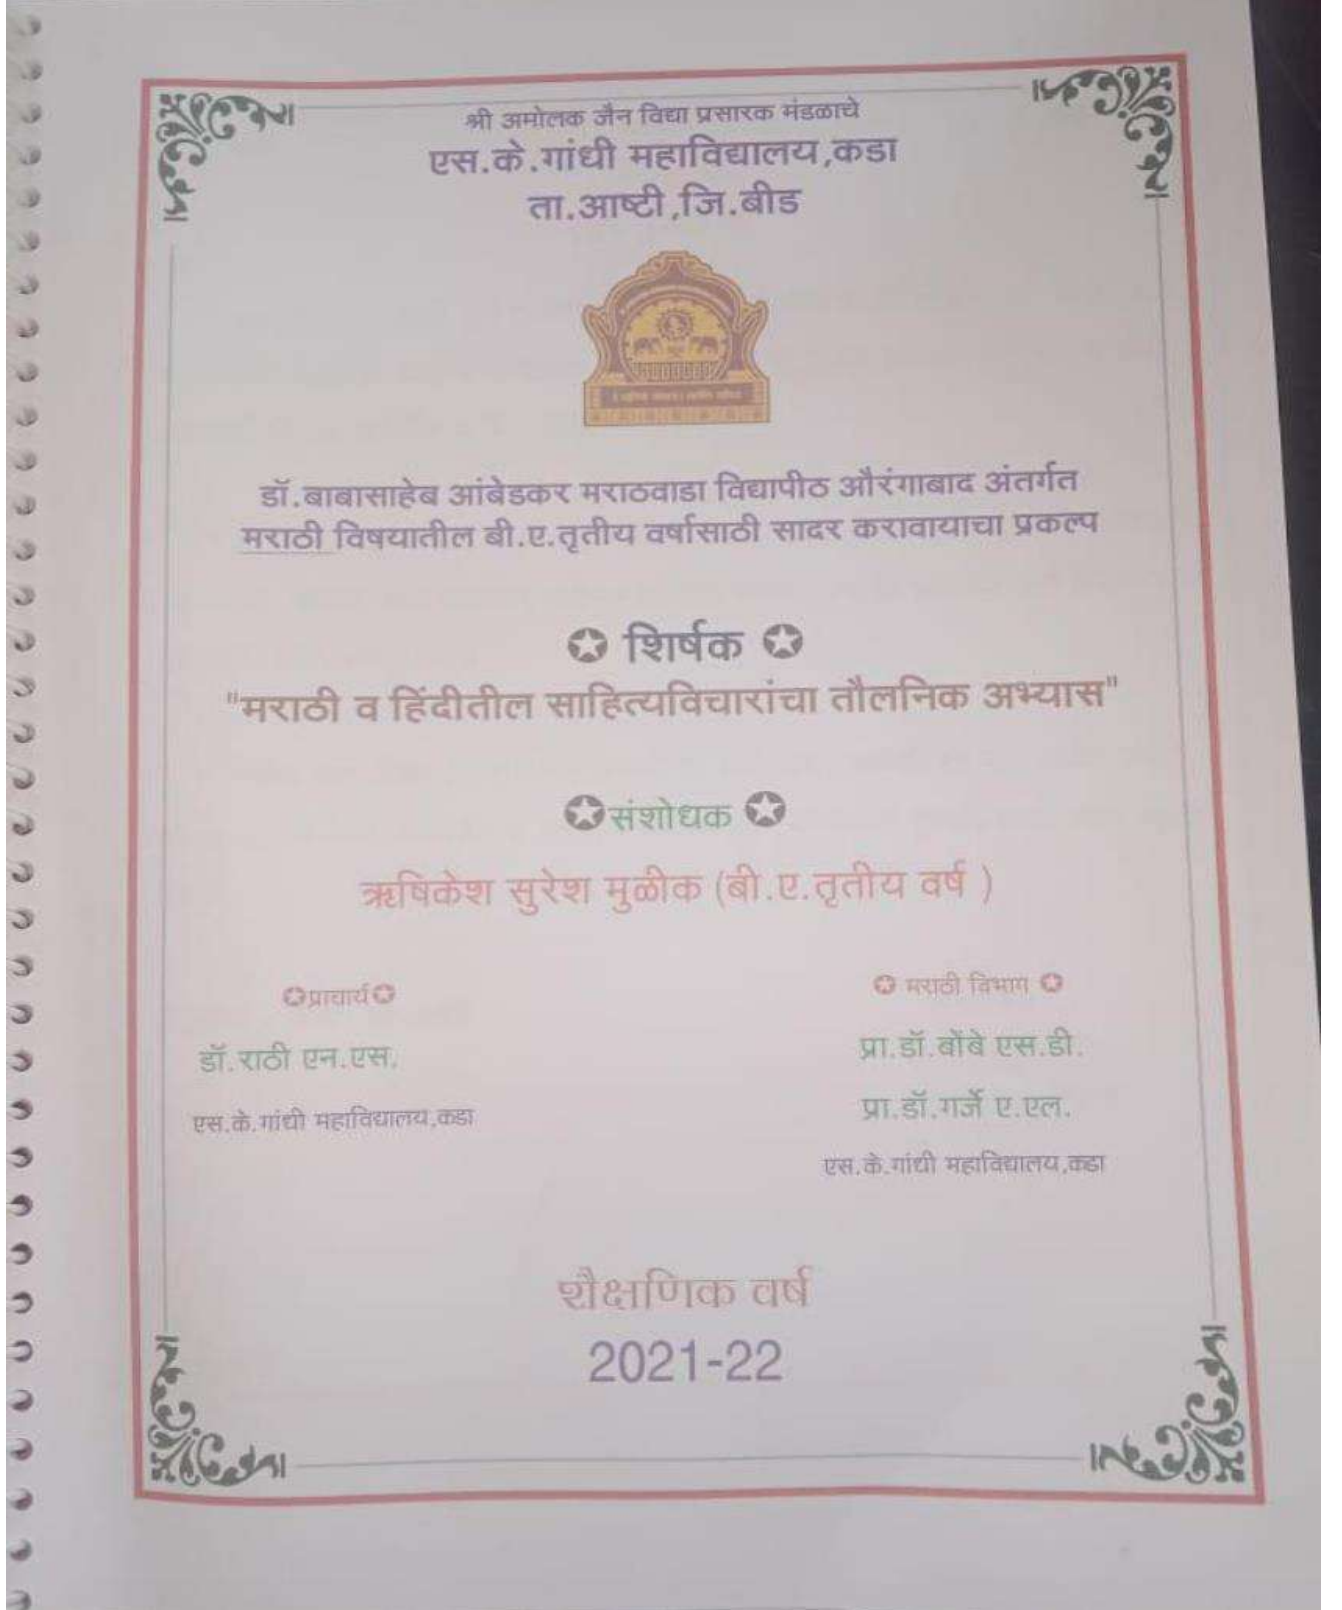 श्री अमोलक जैन विद्या प्रसारक मंडळाचे
एस.के.गांधी महाविद्यालय,कडा
ता.आष्टी,जि.बीड
डॉ.बाबासाहेब आंबेडकर मराठवाडा विद्यापीठ औरंगाबाद अंतर्गत
मराठी विषयातील बी.ए.तृतीय वर्षासाठी सादर करावायाचा प्रकल्प
✪ शिर्षक ✪
"मराठी व हिंदीतील साहित्यविचारांचा तौलनिक अभ्यास"
✪संशोधक ✪
ऋषिकेश सुरेश मुळीक (बी.ए.तृतीय वर्ष )
✪प्राचार्य✪
डॉ.राठी एन.एस.
एस.के.गांधी महाविद्यालय,कडा
✪ मराठी विभाग ✪
प्रा.डॉ.बोंबे एस.डी.
प्रा.डॉ.गर्जे ए.एल.
एस.के.गांधी महाविद्यालय,कडा
शैक्षणिक वर्ष
2021-22